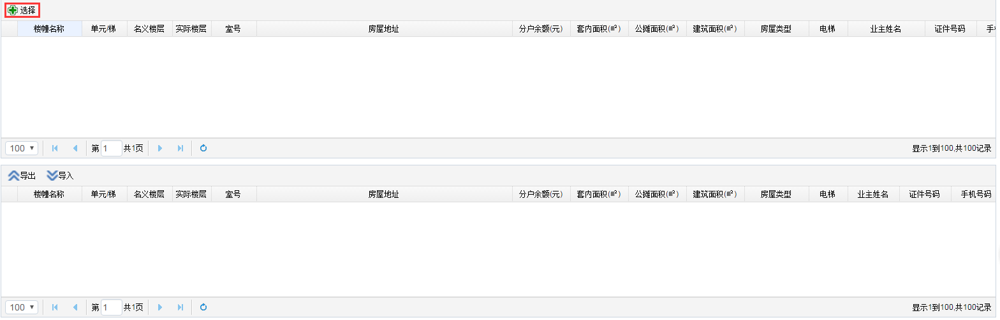 选择
楼幢名称 单元/梯 名义楼层 实际楼层 室号 房屋地址 分户余额(元) 套内面积(㎡) 公摊面积(㎡) 建筑面积(㎡) 房屋类型 电梯 业主姓名 证件号码 手机
100 第 1 共1页 显示1到100,共100记录
导出 导入
楼幢名称 单元/梯 名义楼层 实际楼层 室号 房屋地址 分户余额(元) 套内面积(㎡) 公摊面积(㎡) 建筑面积(㎡) 房屋类型 电梯 业主姓名 证件号码 手机号码
100 第 1 共1页 显示1到100,共100记录